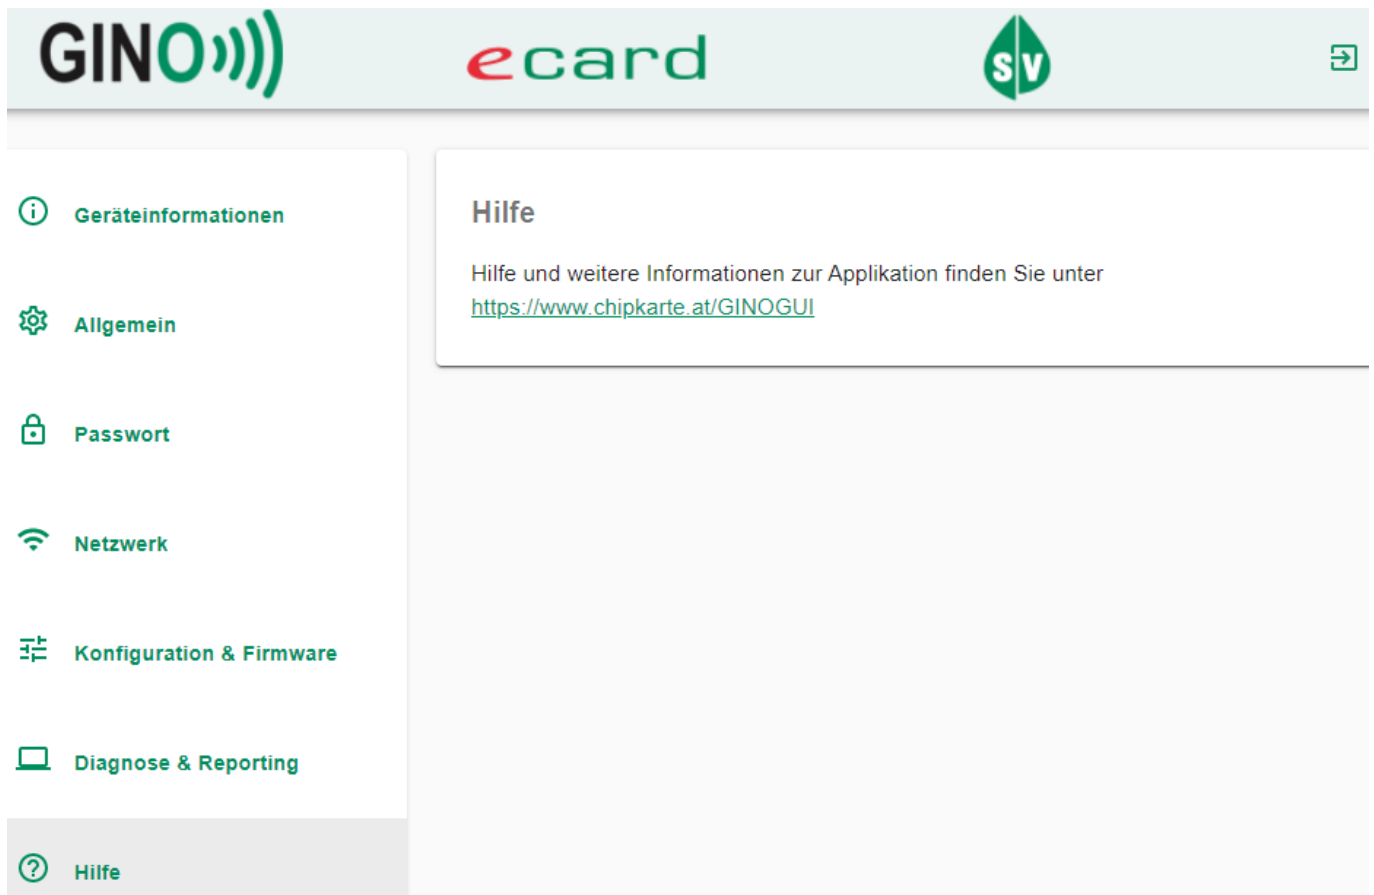 GINO
ecard
SV
Geräteinformationen
Allgemein
Passwort
Netzwerk
Konfiguration & Firmware
Diagnose & Reporting
Hilfe
Hilfe
Hilfe und weitere Informationen zur Applikation finden Sie unter
https://www.chipkarte.at/GINOGUI